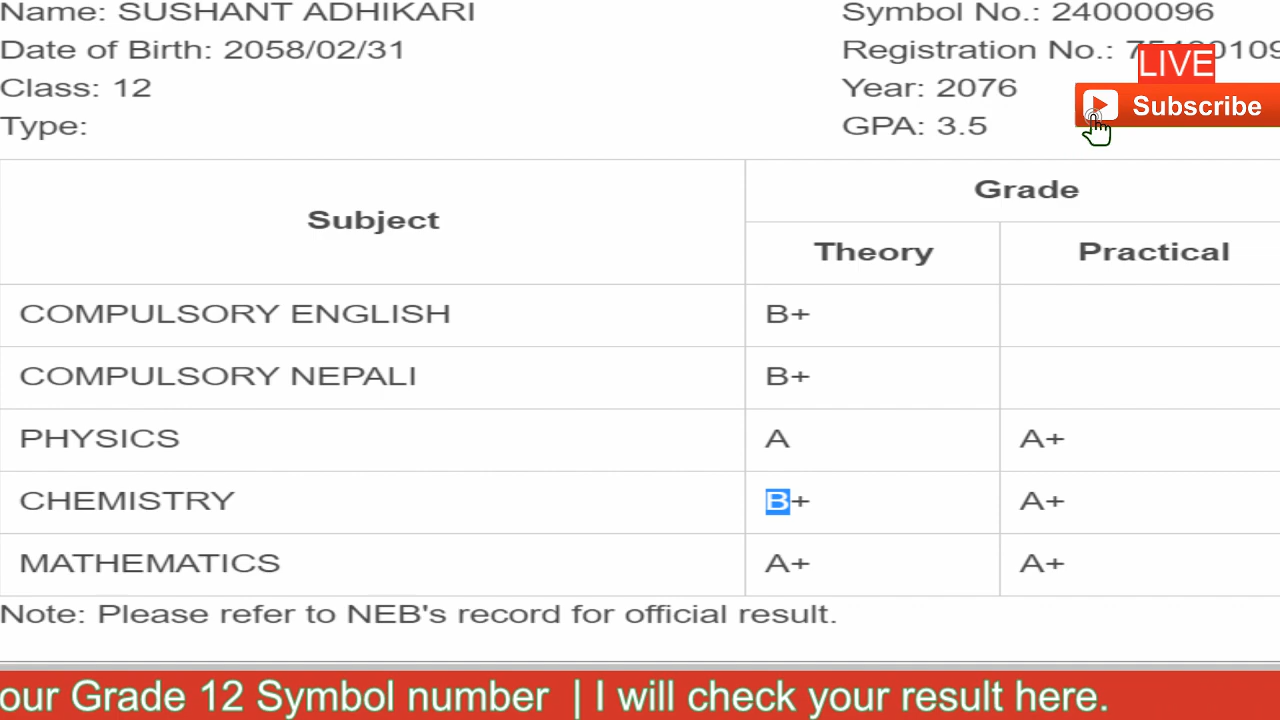 Name: SUSHANT ADHIKARI
Symbol No.: 24000096
Date of Birth: 2058/02/31
Registration No.:
LIVE
Class: 12
Year: 2076
Subscribe
Type:
GPA: 3.5
Subject
Grade
Theory
Practical
COMPULSORY ENGLISH B+
COMPULSORY NEPALI B+
PHYSICS A A+
CHEMISTRY B+ A+
MATHEMATICS A+ A+
Note: Please refer to NEB's record for official result.
our Grade 12 Symbol number | I will check your result here.